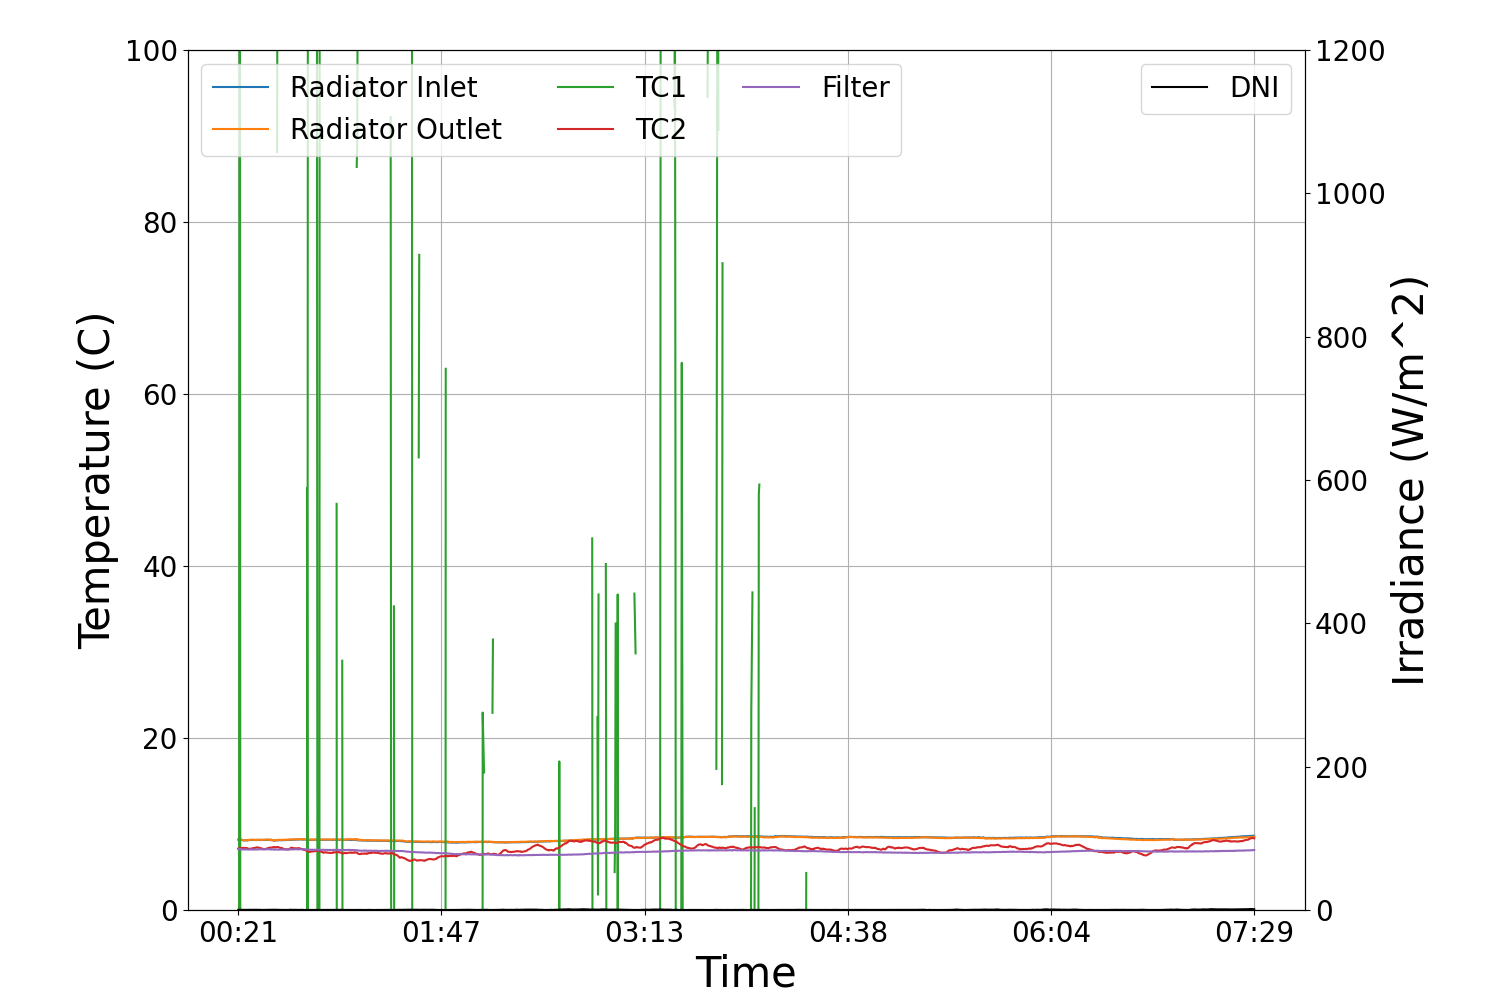 Radiator Inlet
Radiator Outlet
TC1
TC2
Filter
DNI
100
80
60
40
20
0
Temperature (C)
1200
1000
800
600
400
200
0
Irradiance (W/m^2)
00:21 01:47 03:13 04:38 06:04 07:29
Time